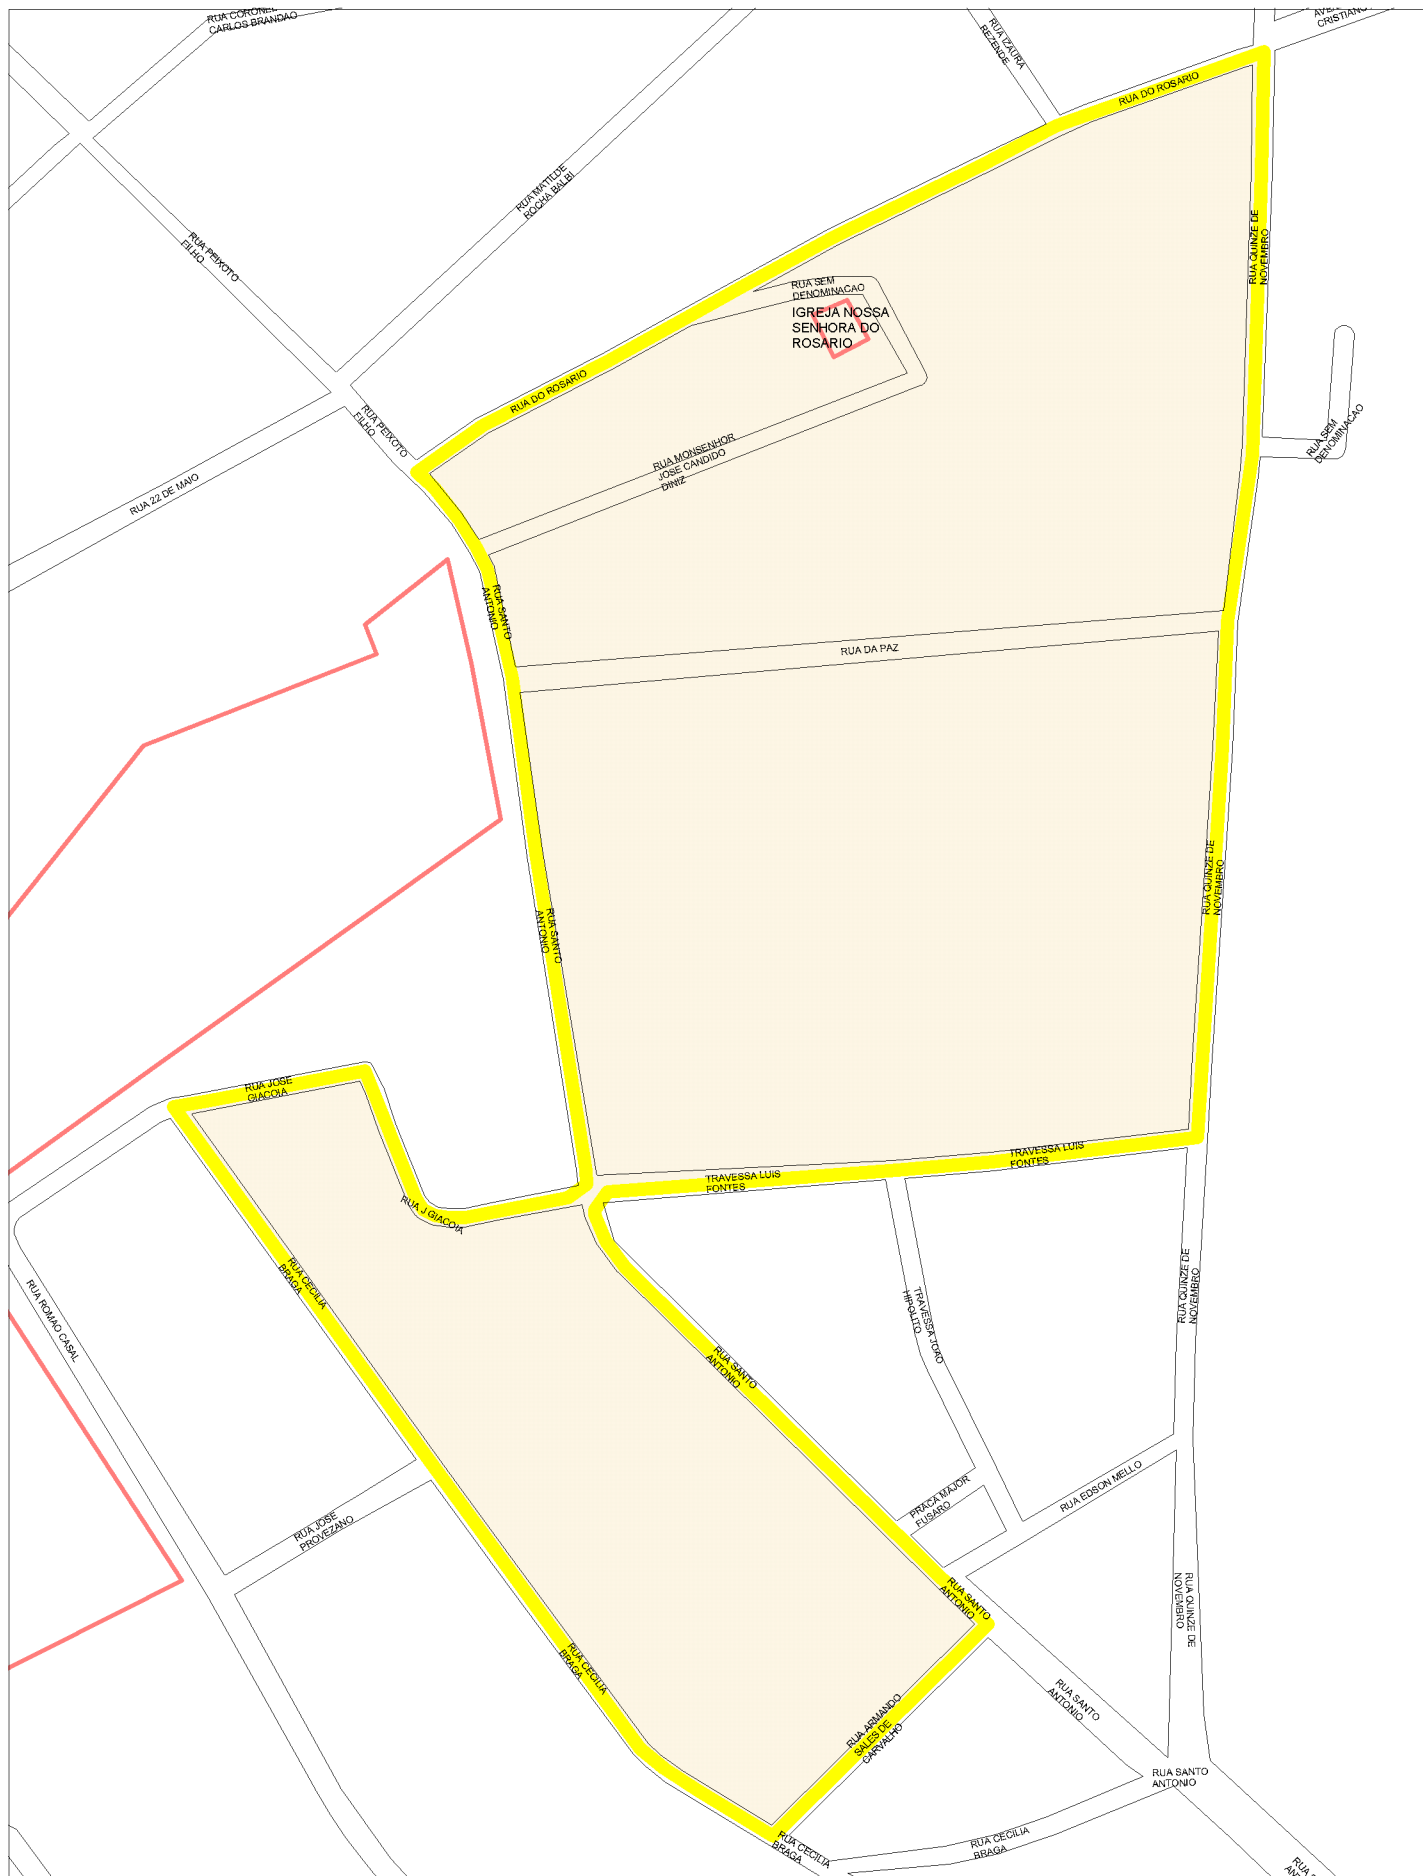 RUA CORONEL
CARLOS BRANDAO
RUA IZAURA
REZENDE
CRISTIANO
RUA DO ROSARIO
RUA MATILDE
ROCHA BALBI
RUA PEIXOTO
FILHO
RUA QUINZE DE
NOVEMBRO
RUA SEM
DENOMINACAO
IGREJA NOSSA
SENHORA DO
ROSARIO
RUA DO ROSARIO
RUA PEIXOTO
FILHO
RUA SEM
DENOMINACAO
RUA MONSENHOR
JOSE CANDIDO
DINIZ
RUA 22 DE MAIO
RUA SANTO
ANTONIO
RUA DA PAZ
RUA QUINZE DE
NOVEMBRO
RUA SANTO
ANTONIO
RUA JOSE
GIACOIA
TRAVESSA LUIS
FONTES
TRAVESSA LUIS
FONTES
RUA J GIACOIA
RUA CECILIA
BRAGA
RUA ROMAO CASAL
RUA QUINZE DE
NOVEMBRO
TRAVESSA JOAO
HIPOLITO
RUA SANTO
ANTONIO
PRACA MAJOR
FUSARO
RUA EDSON MELLO
RUA JOSE
PROVEZANO
RUA SANTO
ANTONIO
RUA QUINZE DE
NOVEMBRO
RUA CECILIA
BRAGA
RUA ARMANDO
SALES DE
CARVALHO
RUA SANTO
ANTONIO
RUA SANTO
ANTONIO
RUA CECILIA
BRAGA
RUA CECILIA
BRAGA